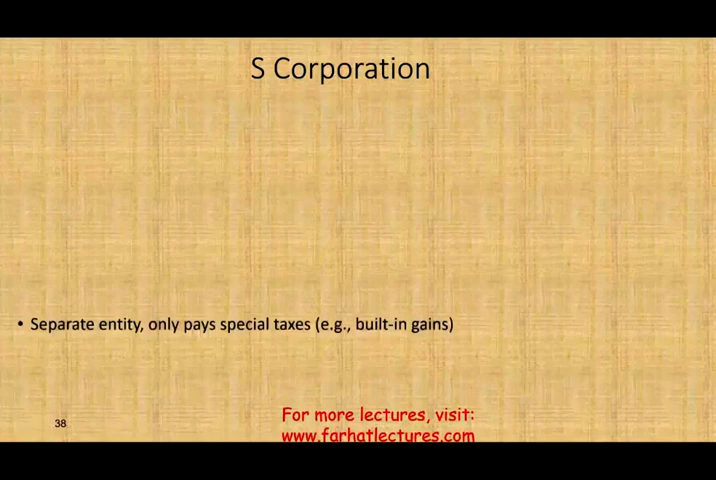 S Corporation
• Separate entity, only pays special taxes (e.g., built-in gains)
38
For more lectures, visit:
www.farhatlectures.com